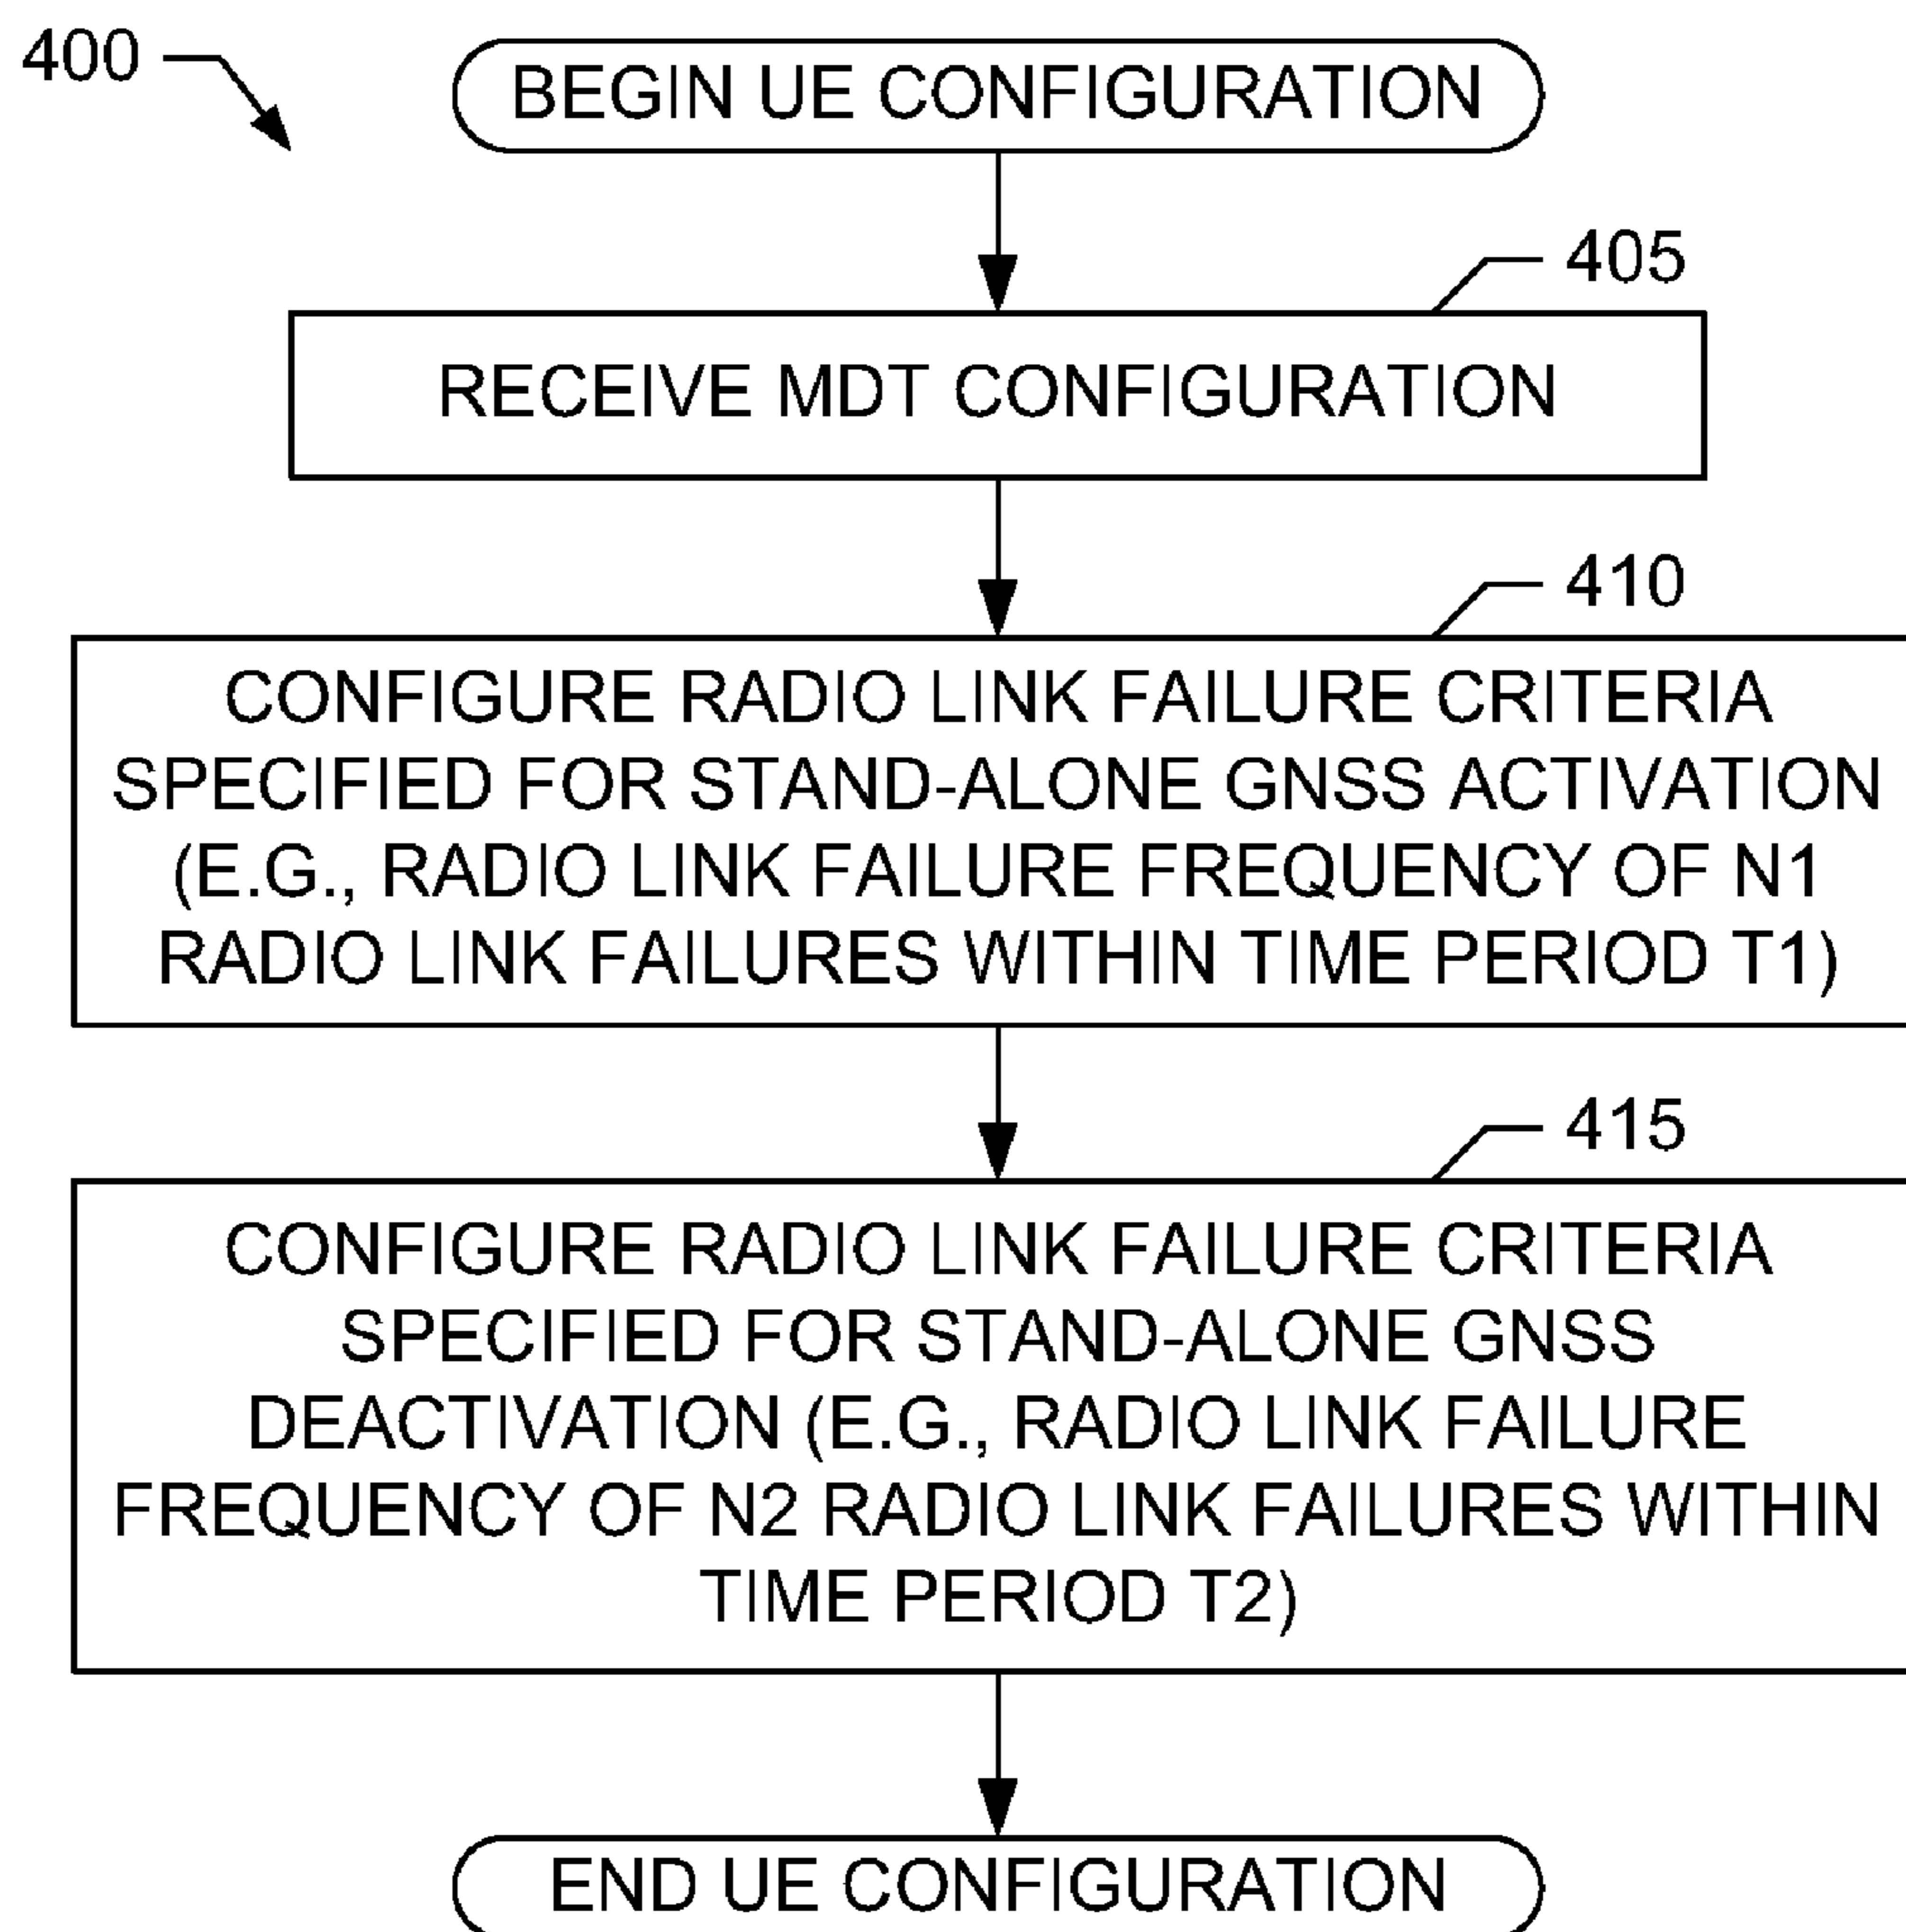 400
BEGIN UE CONFIGURATION
405
RECEIVE MDT CONFIGURATION
410
CONFIGURE RADIO LINK FAILURE CRITERIA
SPECIFIED FOR STAND-ALONE GNSS ACTIVATION
(E.G., RADIO LINK FAILURE FREQUENCY OF N1
RADIO LINK FAILURES WITHIN TIME PERIOD T1)
415
CONFIGURE RADIO LINK FAILURE CRITERIA
SPECIFIED FOR STAND-ALONE GNSS
DEACTIVATION (E.G., RADIO LINK FAILURE
FREQUENCY OF N2 RADIO LINK FAILURES WITHIN
TIME PERIOD T2)
END UE CONFIGURATION